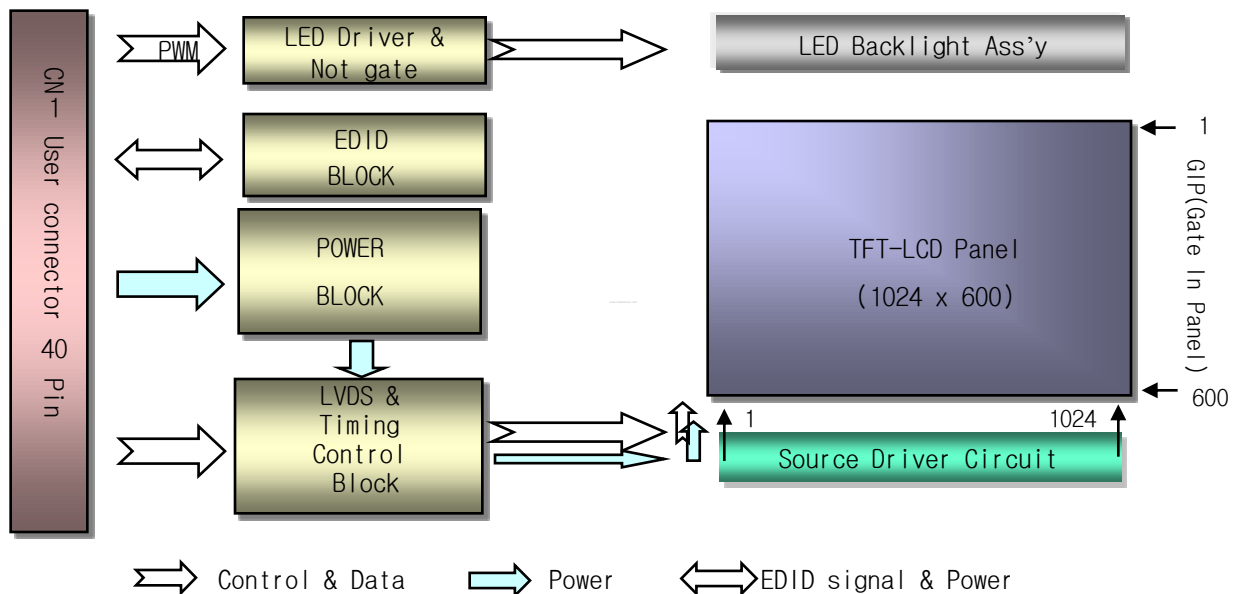 CN1 User connector 40 Pin
PWM
LED Driver &
Not gate
LED Backlight Ass'y
EDID
BLOCK
POWER
BLOCK
LVDS &
Timing
Control
Block
TFT-LCD Panel
(1024 x 600)
1
GIP(Gate In Panel)
600
1
1024
Source Driver Circuit
Control & Data
Power
EDID signal & Power